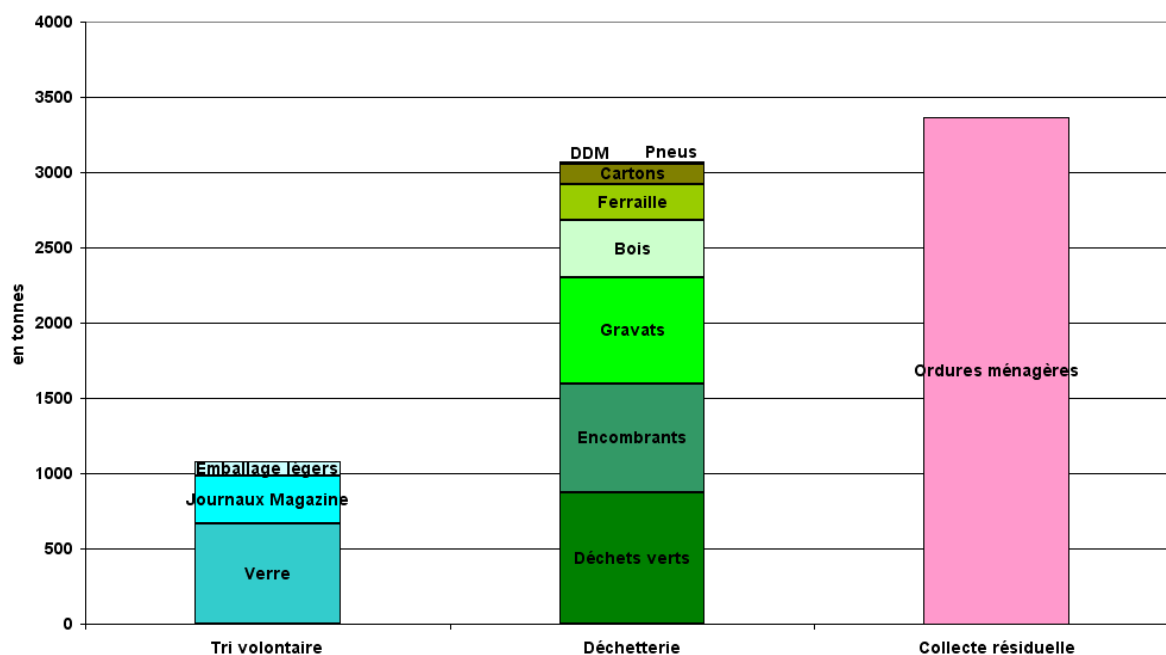 4000
3500
3000
2500
2000
1500
1000
500
0
en tonnes
Emballage lègers
Journaux Magazine
Verre
DDM
Pneus
Cartons
Ferraille
Bois
Gravats
Encombrants
Déchets verts
Ordures ménagères
Tri volontaire
Déchetterie
Collecte résiduelle